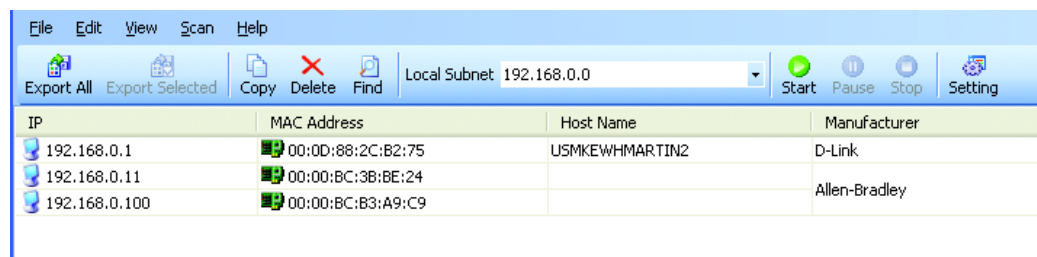 File Edit View Scan Help
Export All Export Selected Copy Delete Find Local Subnet 192.168.0.0 Start Pause Stop Setting
IP MAC Address Host Name Manufacturer
192.168.0.1 00:0D:88:2C:B2:75 USMKEWHMARTIN2 D-Link
192.168.0.11 00:00:BC:3B:BE:24
Allen-Bradley
192.168.0.100 00:00:BC:B3:A9:C9